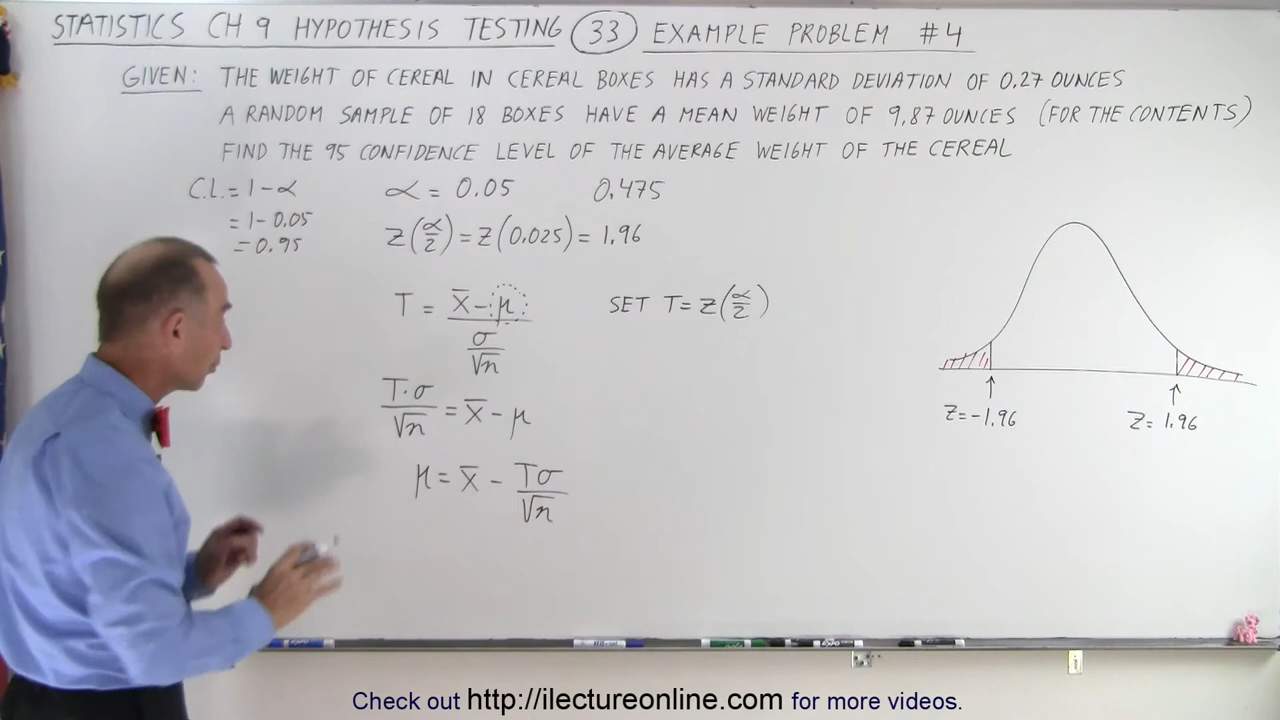 STATISTICS CH 9 HYPOTHESIS TESTING 33 EXAMPLE PROBLEM #4
GIVEN: THE WEIGHT OF CEREAL IN CEREAL BOXES HAS A STANDARD DEVIATION OF 0.27 OUNCES
A RANDOM SAMPLE OF 18 BOXES HAVE A MEAN WEIGHT OF 9.87 OUNCES (FOR THE CONTENTS)
FIND THE 95 CONFIDENCE LEVEL OF THE AVERAGE WEIGHT OF THE CEREAL
C.L. = 1 - α
= 1 - 0.05
= 0.95
α = 0.05 0.475
Z(α/2) = Z(0.025) = 1.96
T = (x̄ - μ) / (σ/√n) SET T = Z(α/2)
T·σ/√n = x̄ - μ
μ = x̄ - Tσ/√n
Z = -1.96 Z = 1.96
Check out http://ilectureonline.com for more videos.